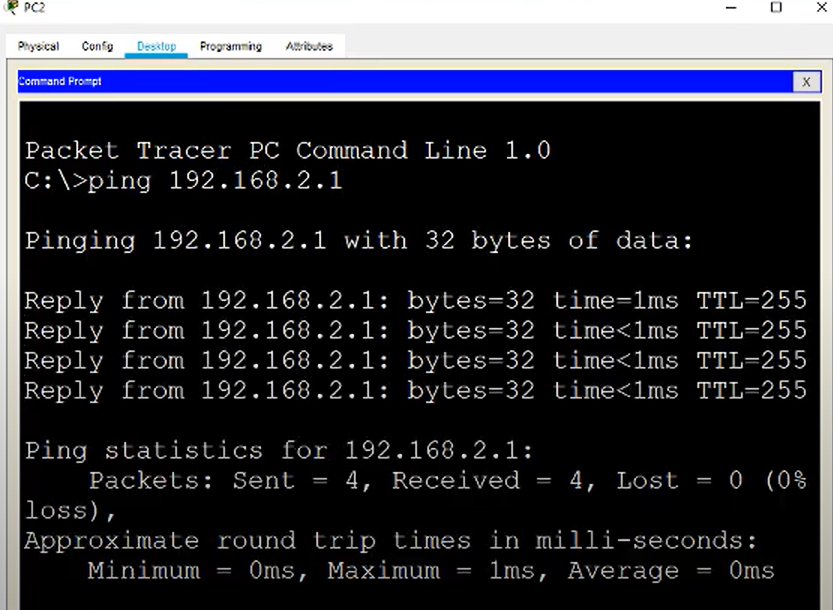 PC2
Physical Config Desktop Programming Attributes
Command Prompt X
Packet Tracer PC Command Line 1.0
C:\>ping 192.168.2.1
Pinging 192.168.2.1 with 32 bytes of data:
Reply from 192.168.2.1: bytes=32 time=1ms TTL=255
Reply from 192.168.2.1: bytes=32 time<1ms TTL=255
Reply from 192.168.2.1: bytes=32 time<1ms TTL=255
Reply from 192.168.2.1: bytes=32 time<1ms TTL=255
Ping statistics for 192.168.2.1:
    Packets: Sent = 4, Received = 4, Lost = 0 (0%
loss),
Approximate round trip times in milli-seconds:
    Minimum = 0ms, Maximum = 1ms, Average = 0ms